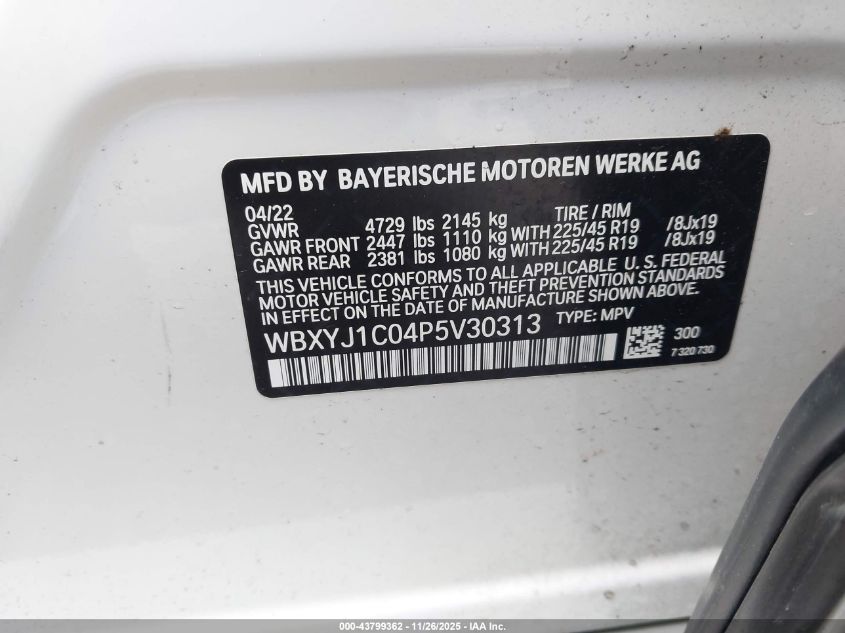 MFD BY BAYERISCHE MOTOREN WERKE AG
04/22 TIRE / RIM
GVWR 4729 lbs 2145 kg
GAWR FRONT 2447 lbs 1110 kg WITH 225/45 R19 /8Jx19
GAWR REAR 2381 lbs 1080 kg WITH 225/45 R19 /8Jx19
THIS VEHICLE CONFORMS TO ALL APPLICABLE U. S. FEDERAL
MOTOR VEHICLE SAFETY AND THEFT PREVENTION STANDARDS
IN EFFECT ON THE DATE OF MANUFACTURE SHOWN ABOVE.
WBXYJ1C04P5V30313 TYPE: MPV
300
7 320 730
000-43799362 - 11/26/2025 - IAA Inc.